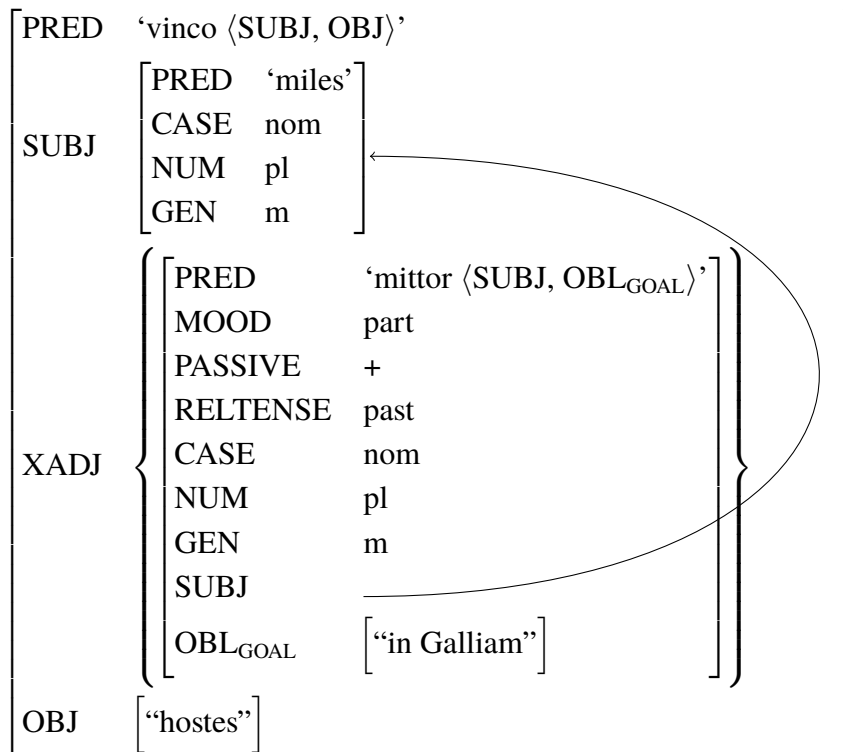 PRED ‘vinco ⟨SUBJ, OBJ⟩’
SUBJ
PRED ‘miles’
CASE nom
NUM pl
GEN m
XADJ
PRED ‘mittor ⟨SUBJ, OBL_GOAL⟩’
MOOD part
PASSIVE +
RELTENSE past
CASE nom
NUM pl
GEN m
SUBJ
OBL_GOAL [“in Galliam”]
OBJ [“hostes”]